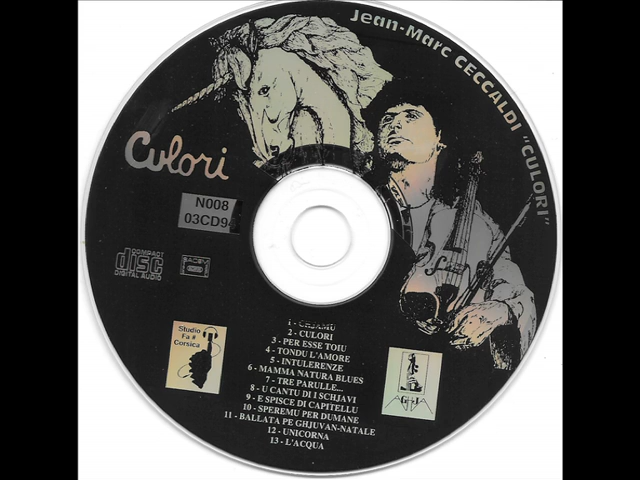 Jean-Marc CECCALDI "CULORI"
Culori
N008
03CD9
COMPACT
disc
DIGITAL AUDIO
SACEM
Studio
Fa #
Corsica
1 - CHJAMU
2 - CULORI
3 - PER ESSE TOIU
4 - TONDU L'AMORE
5 - INTULERENZE
6 - MAMMA NATURA BLUES
7 - TRE PARULLE...
8 - U CANTU DI I SCHJAVI
9 - E SPISCE DI CAPITELLU
10 - SPEREMU PER DUMANE
11 - BALLATA PE GHJUVAN-NATALE
12 - UNICORNA
13 - L'ACQUA